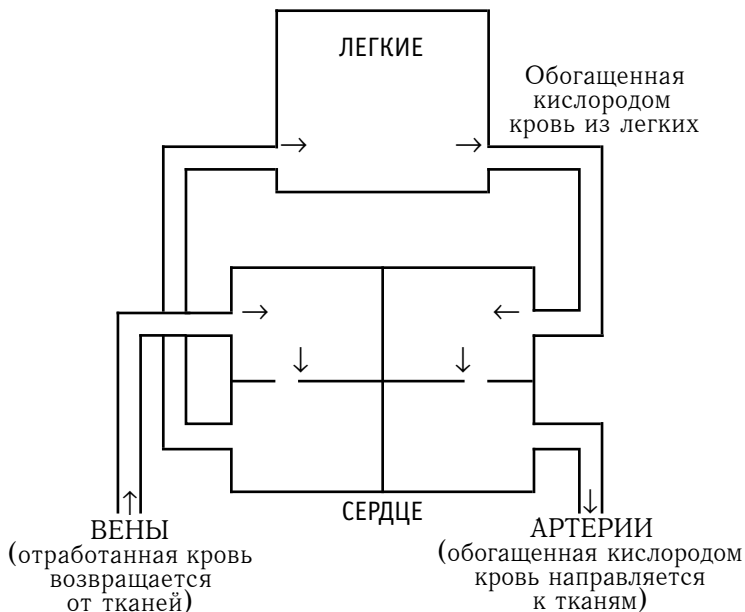 ЛЕГКИЕ
Обогащенная
кислородом
кровь из легких
СЕРДЦЕ
ВЕНЫ
(отработанная кровь
возвращается
от тканей)
АРТЕРИИ
(обогащенная кислородом
кровь направляется
к тканям)